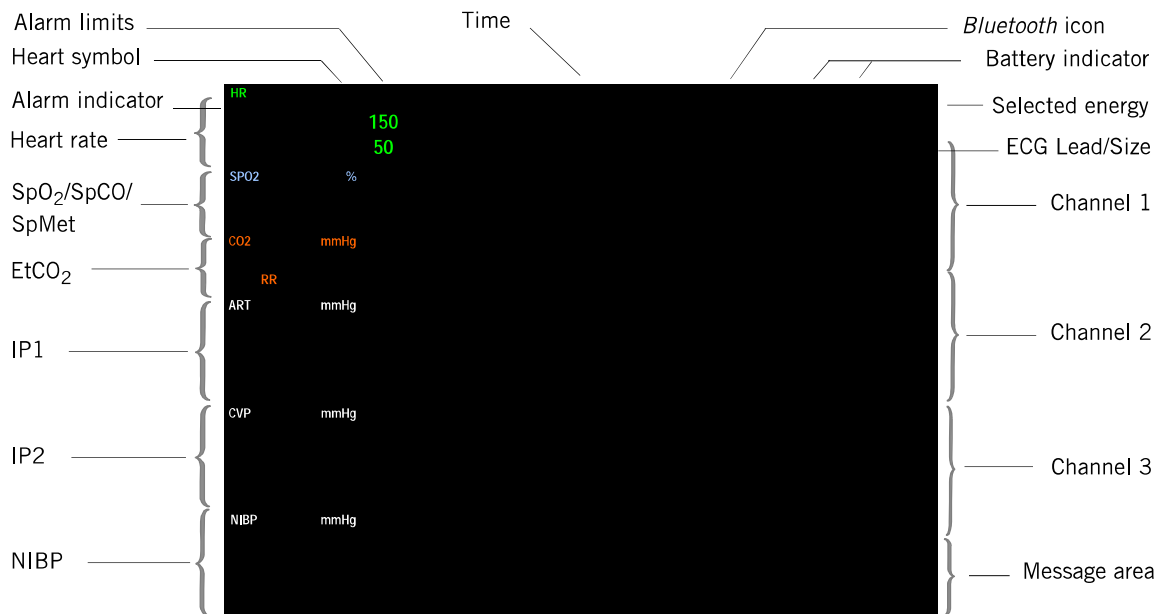 Alarm limits
Time
Bluetooth icon
Heart symbol
Battery indicator
Alarm indicator
HR
Selected energy
150
Heart rate
50
ECG Lead/Size
SPO2 %
SpO₂/SpCO/
SpMet
Channel 1
CO2 mmHg
EtCO₂
RR
ART mmHg
Channel 2
IP1
CVP mmHg
IP2
Channel 3
NIBP mmHg
NIBP
Message area